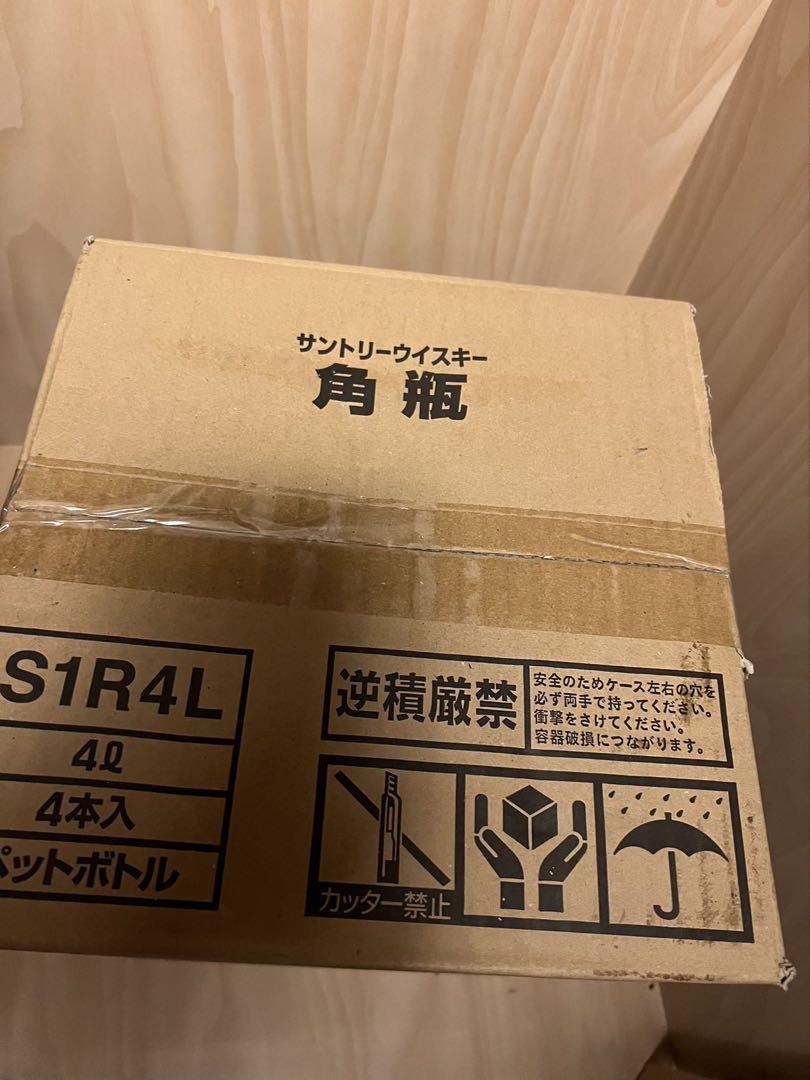 サントリーウイスキー
角瓶
S1R4L
4ℓ
4本入
ペットボトル
逆積厳禁
安全のためケース左右の穴を
必ず両手で持ってください。
衝撃をさけてください。
容器破損につながります。
カッター禁止